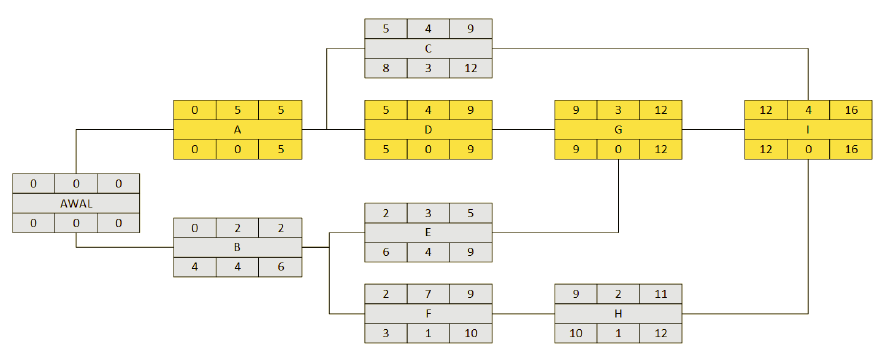 5 4 9
C
8 3 12
0 5 5
A
0 0 5
5 4 9
D
5 0 9
9 3 12
G
9 0 12
12 4 16
I
12 0 16
0 0 0
AWAL
0 0 0
0 2 2
B
4 4 6
2 3 5
E
6 4 9
2 7 9
F
3 1 10
9 2 11
H
10 1 12